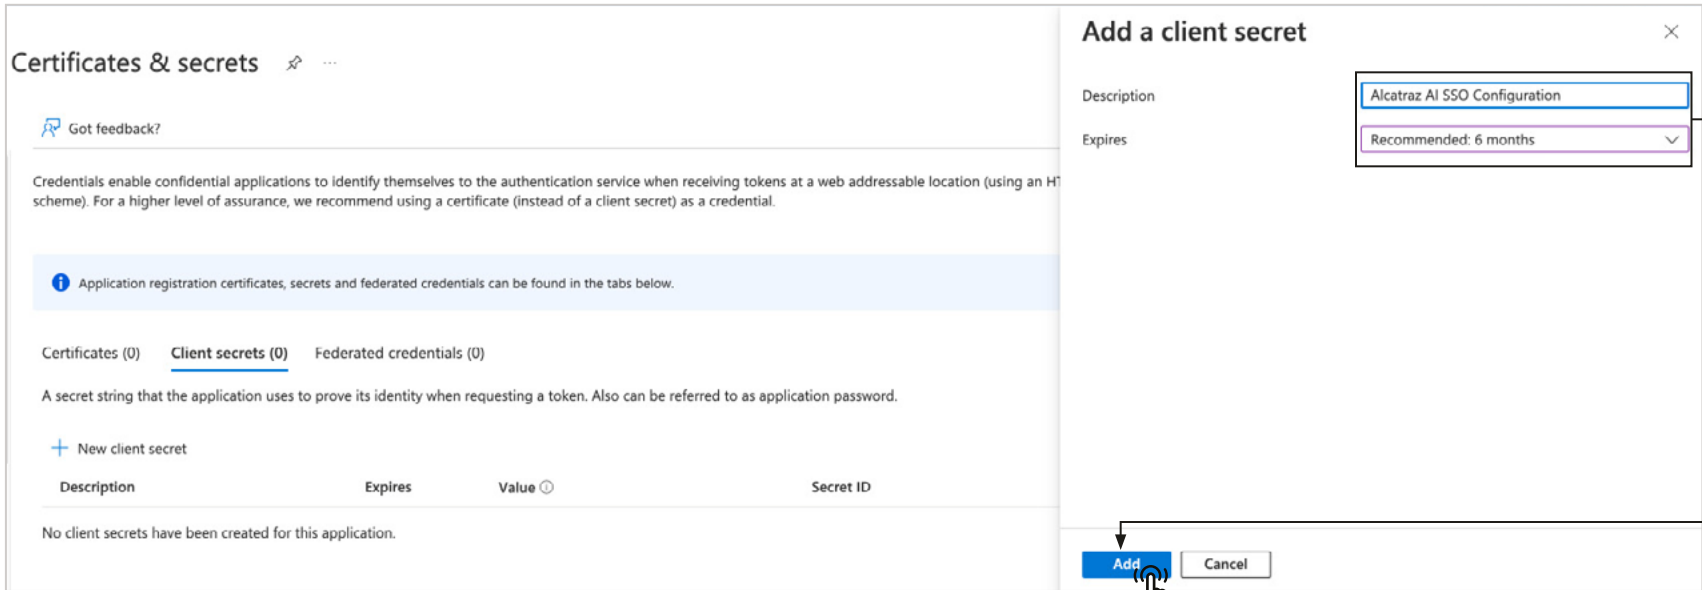 Certificates & secrets
Got feedback?
Credentials enable confidential applications to identify themselves to the authentication service when receiving tokens at a web addressable location (using an
scheme). For a higher level of assurance, we recommend using a certificate (instead of a client secret) as a credential.
Application registration certificates, secrets and federated credentials can be found in the tabs below.
Certificates (0) Client secrets (0) Federated credentials (0)
A secret string that the application uses to prove its identity when requesting a token. Also can be referred to as application password.
New client secret
Description Expires Value Secret ID
No client secrets have been created for this application.
Add a client secret
Description Alcatraz AI SSO Configuration
Expires Recommended: 6 months
Add Cancel